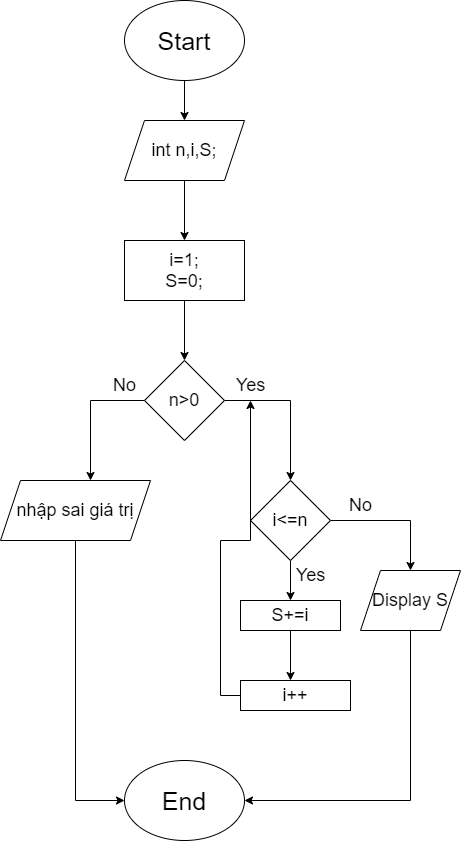 Start
int n,i,S;
i=1;
S=0;
No
n>0
Yes
nhập sai giá trị
i<=n
No
Yes
S+=i
Display S
i++
End